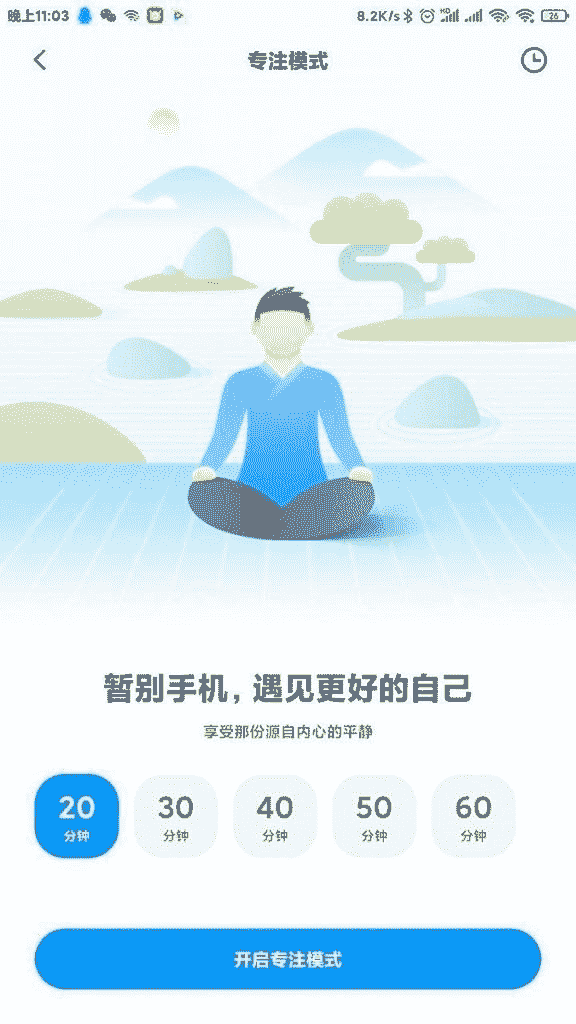 晚上11:03
8.2K/s
HD
26
专注模式
暂别手机，遇见更好的自己
享受那份源自内心的平静
20 30 40 50 60
分钟 分钟 分钟 分钟 分钟
开启专注模式